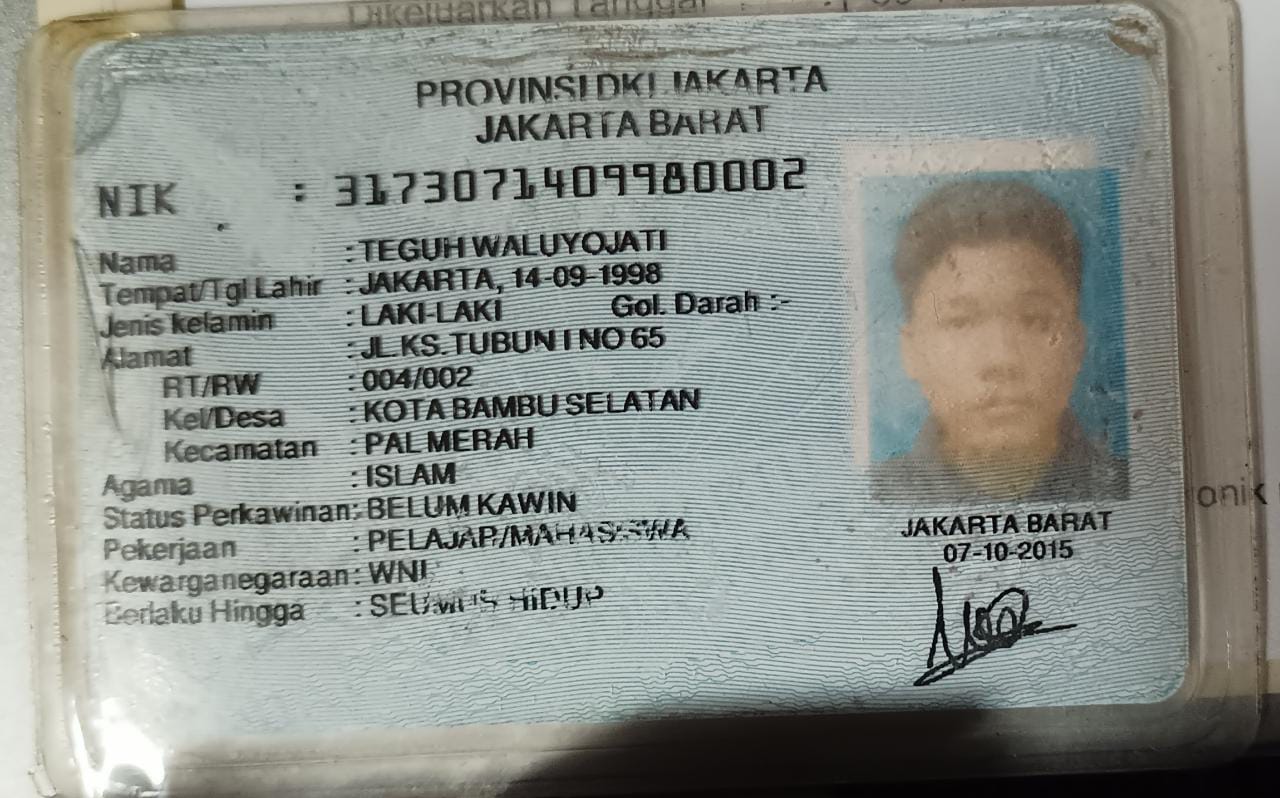 Dikeluarkan Tanggal
PROVINSI DKI JAKARTA
JAKARTA BARAT
NIK : 3173071409980002
Nama : TEGUH WALUYOJATI
Tempat/Tgl Lahir : JAKARTA, 14-09-1998
Jenis kelamin : LAKI-LAKI Gol. Darah :-
Alamat : JL.KS.TUBUN I NO 65
RT/RW : 004/002
Kel/Desa : KOTA BAMBU SELATAN
Kecamatan : PAL MERAH
Agama : ISLAM
Status Perkawinan: BELUM KAWIN
Pekerjaan : PELAJAR/MAHASISWA
Kewarganegaraan: WNI
Berlaku Hingga : SEUMUR HIDUP
JAKARTA BARAT
07-10-2015